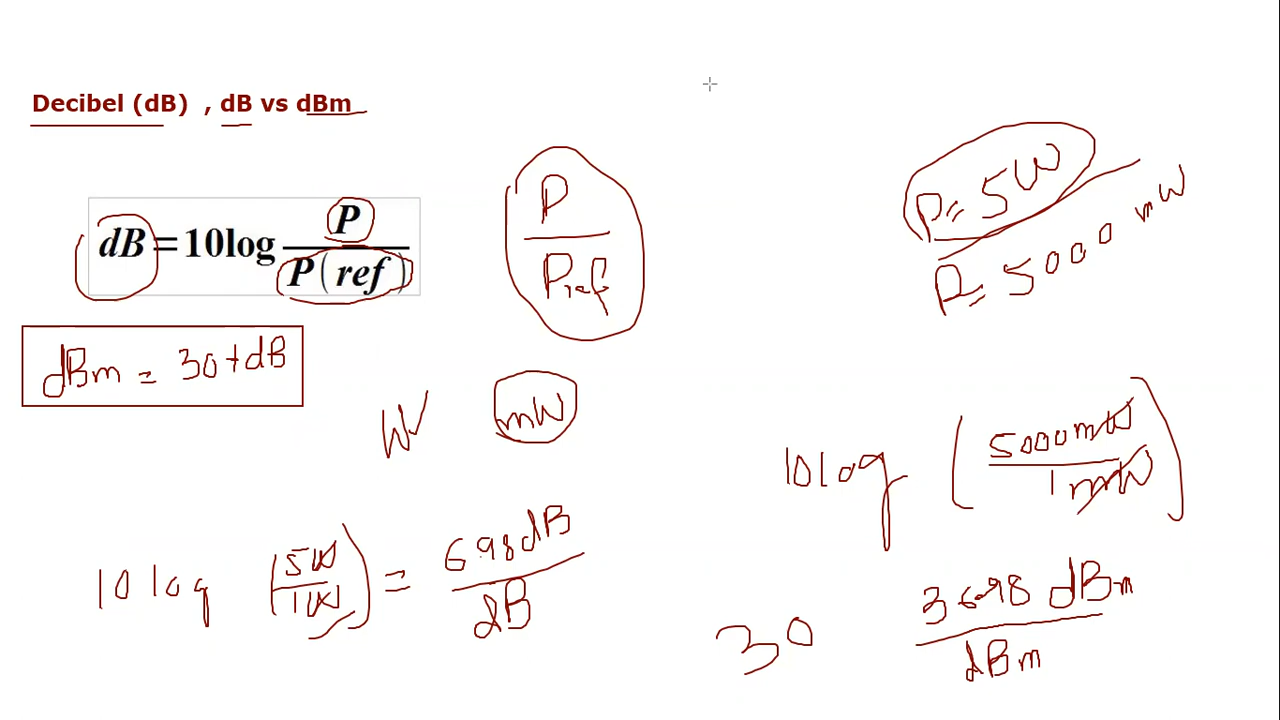 Decibel (dB) , dB vs dBm
dB=10log P/P(ref)
P/Pref
P= 5W
P= 5000 mW
dBm = 30+dB
W mW
10log (5000mW/1mW)
10 log (5W/1W) = 6.98dB
dB
30
36.98 dBm
dBm